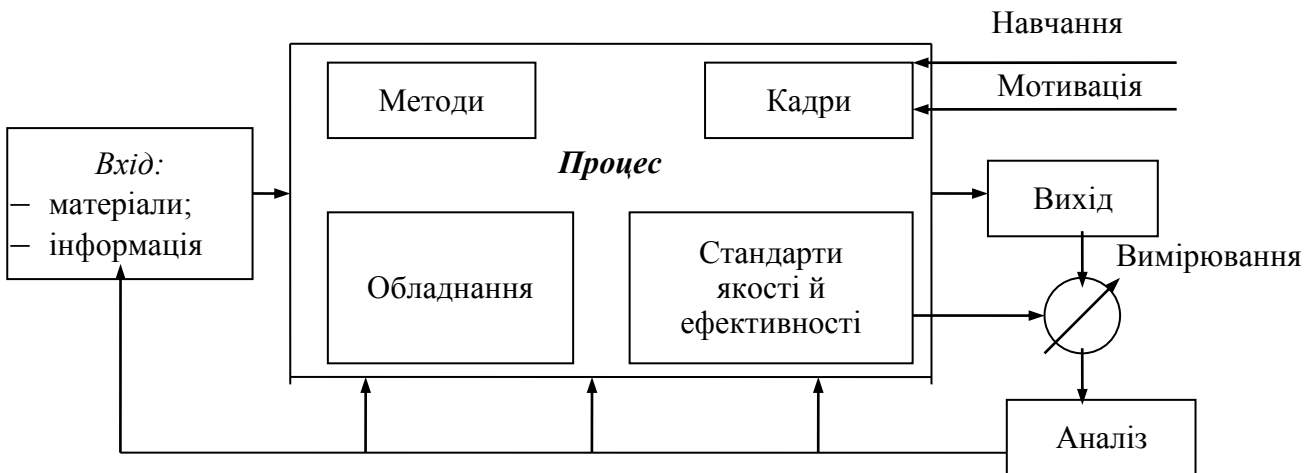 Навчання
Методи
Кадри
Мотивація
Вхід:
– матеріали;
– інформація
Процес
Вихід
Обладнання
Стандарти
якості й
ефективності
Вимірювання
Аналіз